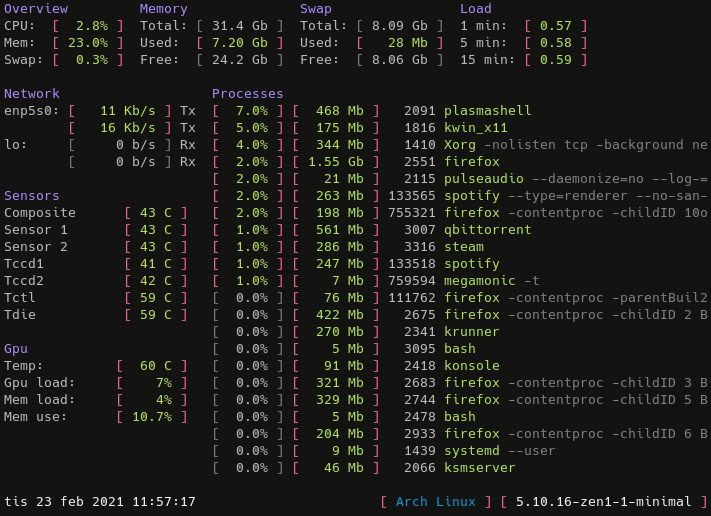 Overview Memory Swap Load
CPU: [ 2.8% ] Total: [ 31.4 Gb ] Total: [ 8.09 Gb ] 1 min: [ 0.57 ]
Mem: [ 23.0% ] Used: [ 7.20 Gb ] Used: [ 28 Mb ] 5 min: [ 0.58 ]
Swap: [ 0.3% ] Free: [ 24.2 Gb ] Free: [ 8.06 Gb ] 15 min: [ 0.59 ]
Network Processes
enp5s0: [ 11 Kb/s ] Tx [ 7.0% ] [ 468 Mb ] 2091 plasmashell
[ 16 Kb/s ] Tx [ 5.0% ] [ 175 Mb ] 1816 kwin_x11
lo: [ 0 b/s ] Rx [ 4.0% ] [ 344 Mb ] 1410 Xorg -nolisten tcp -background ne
[ 0 b/s ] Rx [ 2.0% ] [ 1.55 Gb ] 2551 firefox
[ 2.0% ] [ 21 Mb ] 2115 pulseaudio --daemonize=no --log-=
Sensors [ 2.0% ] [ 263 Mb ] 133565 spotify --type=renderer --no-san-
Composite [ 43 C ] [ 2.0% ] [ 198 Mb ] 755321 firefox -contentproc -childID 10o
Sensor 1 [ 43 C ] [ 1.0% ] [ 561 Mb ] 3007 qbittorrent
Sensor 2 [ 43 C ] [ 1.0% ] [ 286 Mb ] 3316 steam
Tccd1 [ 41 C ] [ 1.0% ] [ 247 Mb ] 133518 spotify
Tccd2 [ 42 C ] [ 1.0% ] [ 7 Mb ] 759594 megamonic -t
Tctl [ 59 C ] [ 0.0% ] [ 76 Mb ] 111762 firefox -contentproc -parentBuil2
Tdie [ 59 C ] [ 0.0% ] [ 422 Mb ] 2675 firefox -contentproc -childID 2 B
[ 0.0% ] [ 270 Mb ] 2341 krunner
Gpu [ 0.0% ] [ 5 Mb ] 3095 bash
Temp: [ 60 C ] [ 0.0% ] [ 91 Mb ] 2418 konsole
Gpu load: [ 7% ] [ 0.0% ] [ 321 Mb ] 2683 firefox -contentproc -childID 3 B
Mem load: [ 4% ] [ 0.0% ] [ 329 Mb ] 2744 firefox -contentproc -childID 5 B
Mem use: [ 10.7% ] [ 0.0% ] [ 5 Mb ] 2478 bash
[ 0.0% ] [ 204 Mb ] 2933 firefox -contentproc -childID 6 B
[ 0.0% ] [ 9 Mb ] 1439 systemd --user
[ 0.0% ] [ 46 Mb ] 2066 ksmserver
tis 23 feb 2021 11:57:17 [ Arch Linux ] [ 5.10.16-zen1-1-minimal ]